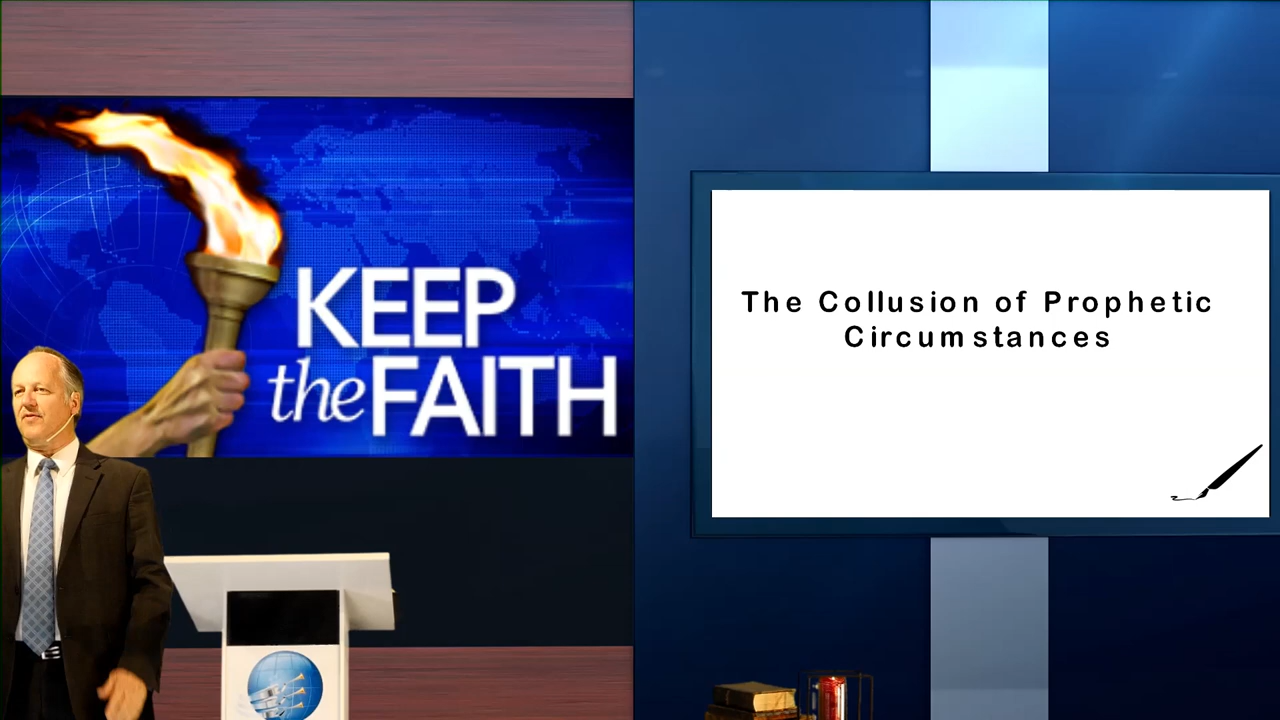 KEEP
the FAITH
The Collusion of Prophetic
Circumstances